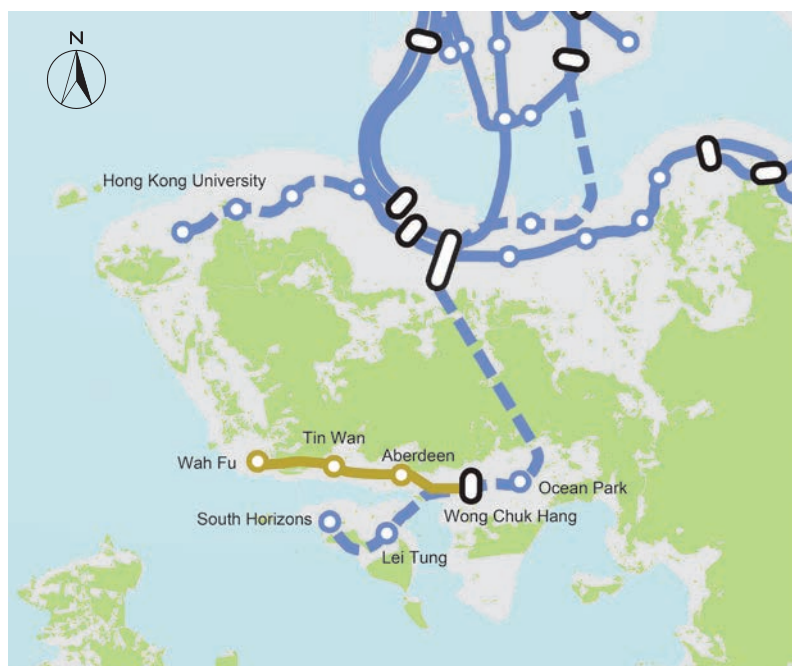 N
Hong Kong University
Tin Wan
Wah Fu
Aberdeen
Ocean Park
South Horizons
Wong Chuk Hang
Lei Tung